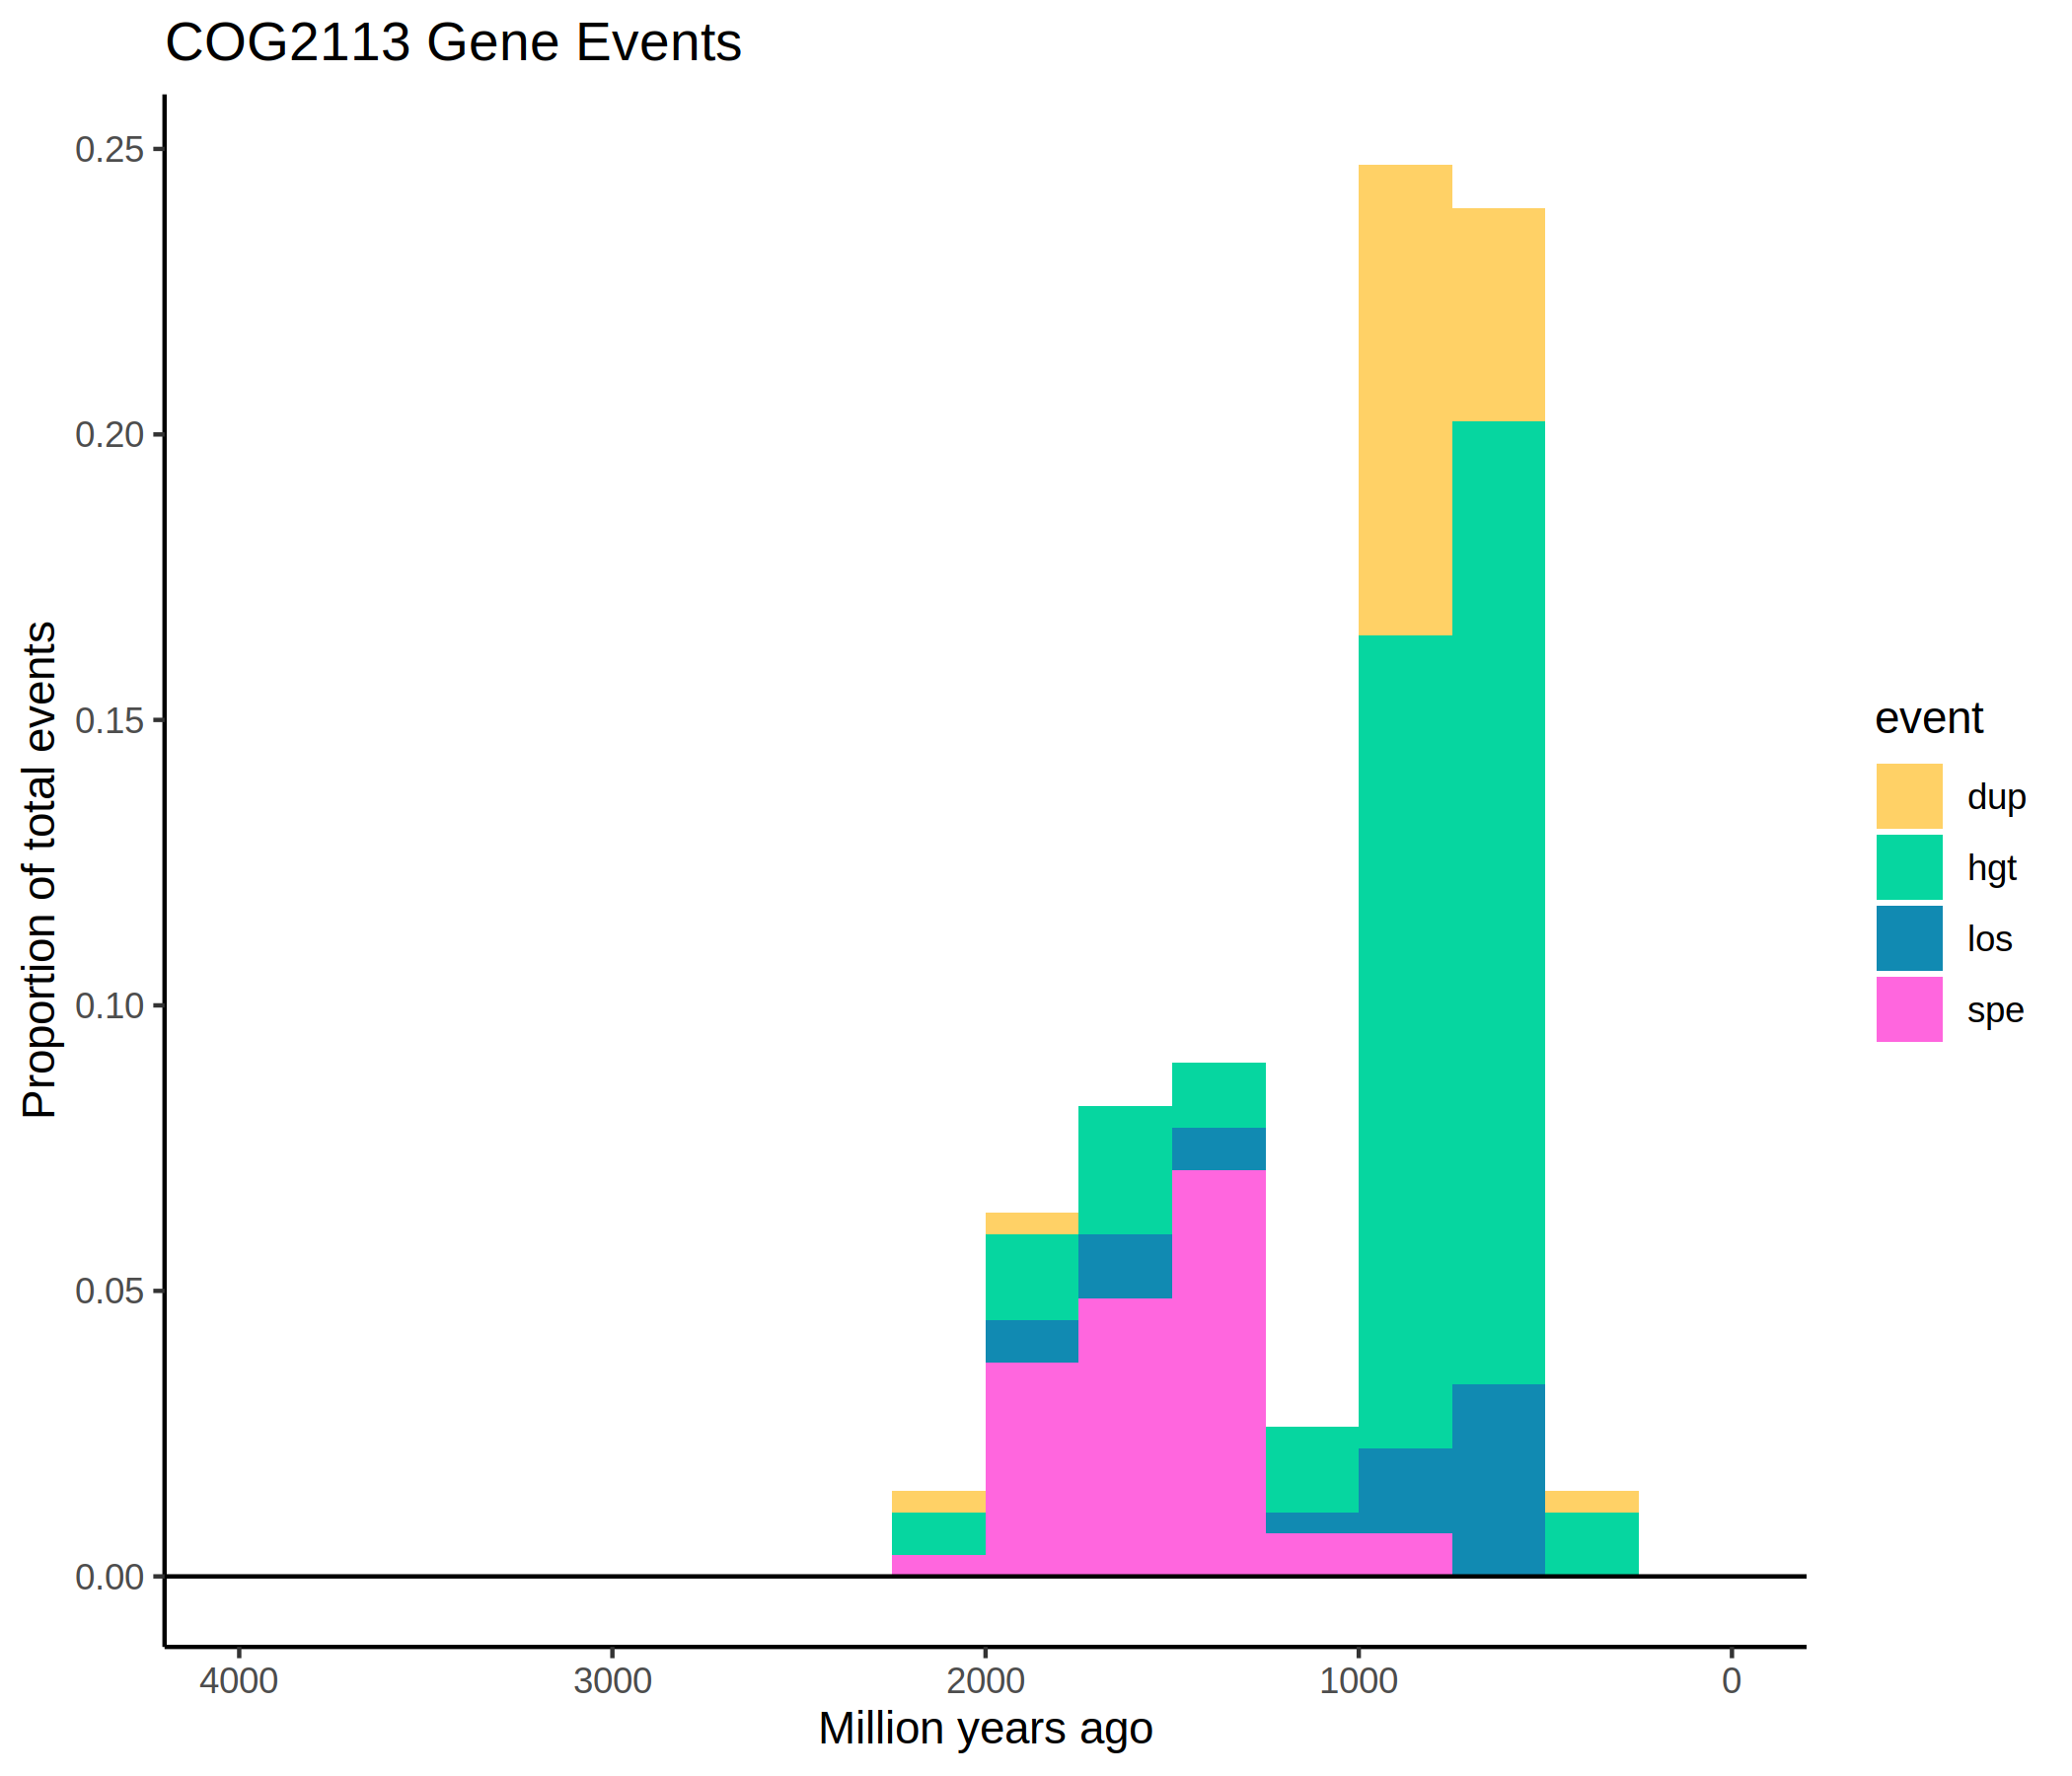 COG2113 Gene Events
0.25
0.20
0.15
0.10
0.05
0.00
Proportion of total events
4000 3000 2000 1000 0
Million years ago
event
dup
hgt
los
spe